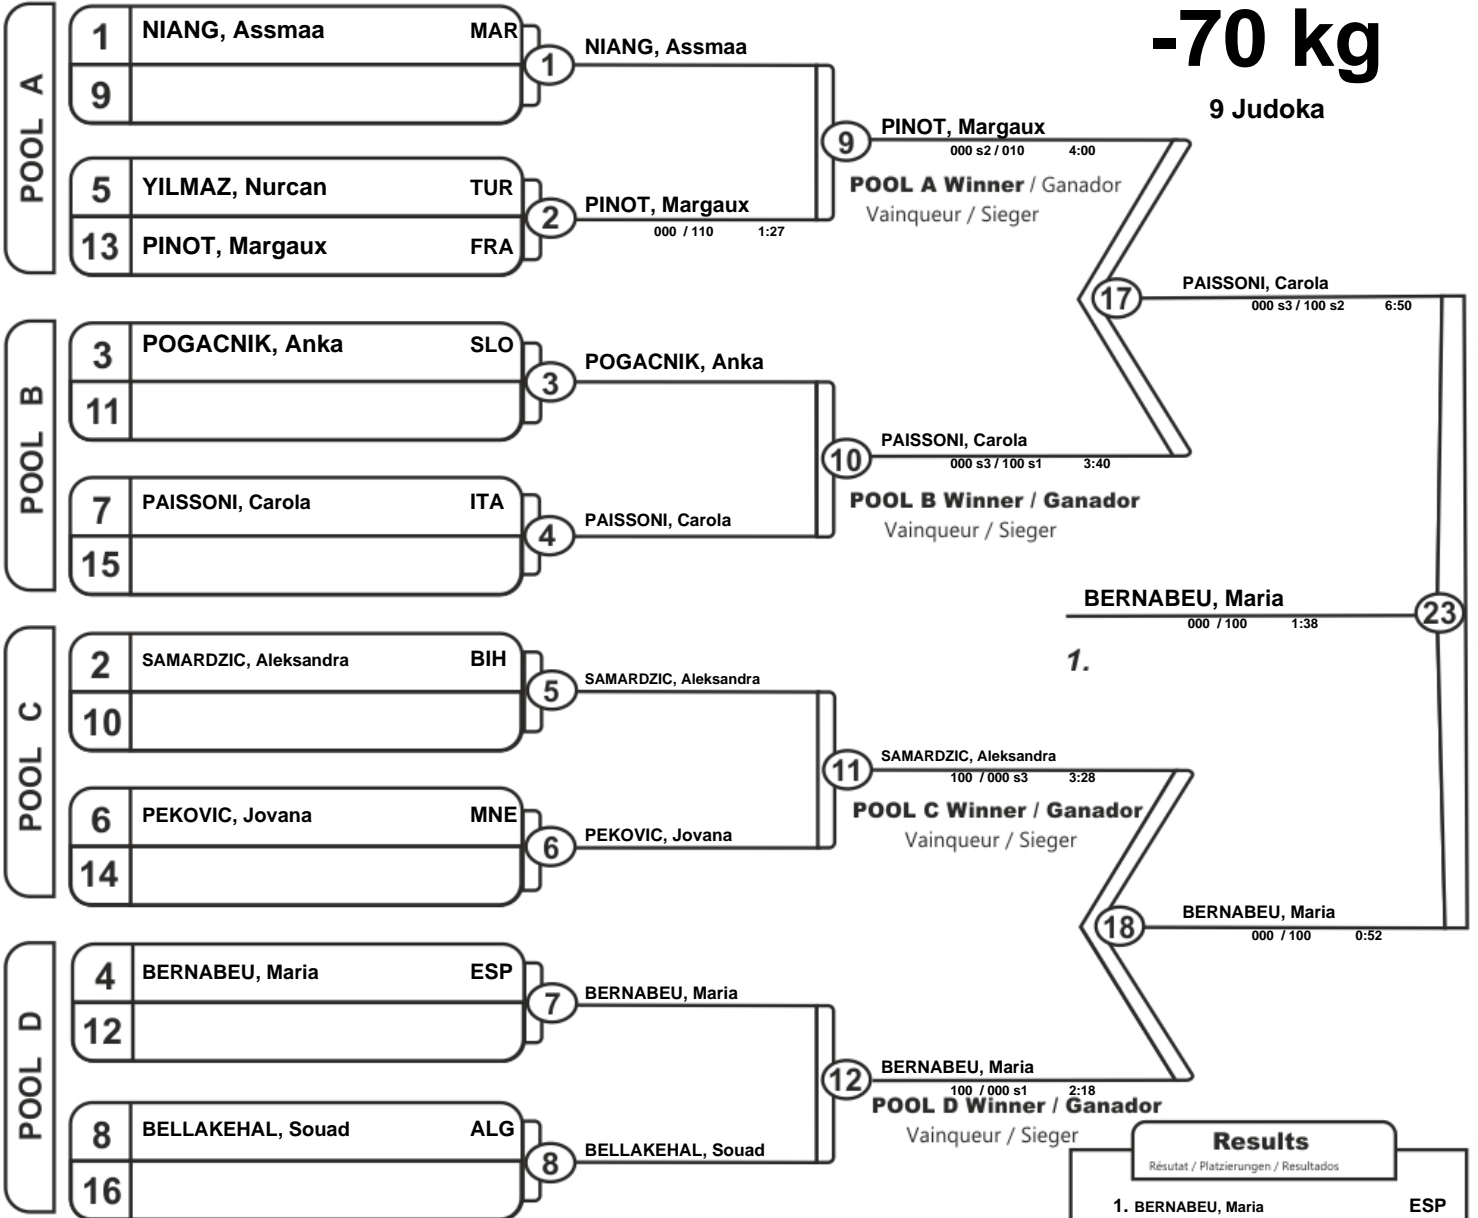 -70 kg
9 Judoka
POOL A
1 NIANG, Assmaa MAR
9
1 NIANG, Assmaa
5 YILMAZ, Nurcan TUR
13 PINOT, Margaux FRA
2 PINOT, Margaux
000 / 110 1:27
9 PINOT, Margaux
000 s2 / 010 4:00
POOL A Winner / Ganador
Vainqueur / Sieger
POOL B
3 POGACNIK, Anka SLO
11
3 POGACNIK, Anka
7 PAISSONI, Carola ITA
15
4 PAISSONI, Carola
10 PAISSONI, Carola
000 s3 / 100 s1 3:40
POOL B Winner / Ganador
Vainqueur / Sieger
17 PAISSONI, Carola
000 s3 / 100 s2 6:50
BERNABEU, Maria 23
000 / 100 1:38
1.
POOL C
2 SAMARDZIC, Aleksandra BIH
10
5 SAMARDZIC, Aleksandra
6 PEKOVIC, Jovana MNE
14
6 PEKOVIC, Jovana
11 SAMARDZIC, Aleksandra
100 / 000 s3 3:28
POOL C Winner / Ganador
Vainqueur / Sieger
18 BERNABEU, Maria
000 / 100 0:52
POOL D
4 BERNABEU, Maria ESP
12
7 BERNABEU, Maria
8 BELLAKEHAL, Souad ALG
16
8 BELLAKEHAL, Souad
12 BERNABEU, Maria
100 / 000 s1 2:18
POOL D Winner / Ganador
Vainqueur / Sieger
Results
Résutat / Platzierungen / Resultados
1. BERNABEU, Maria ESP